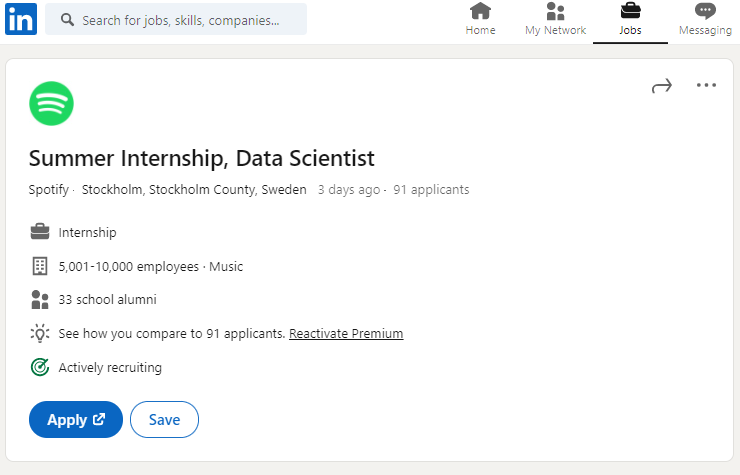 in
Search for jobs, skills, companies...
Home
My Network
Jobs
Messaging
Summer Internship, Data Scientist
Spotify · Stockholm, Stockholm County, Sweden 3 days ago · 91 applicants
Internship
5,001-10,000 employees · Music
33 school alumni
See how you compare to 91 applicants. Reactivate Premium
Actively recruiting
Apply
Save